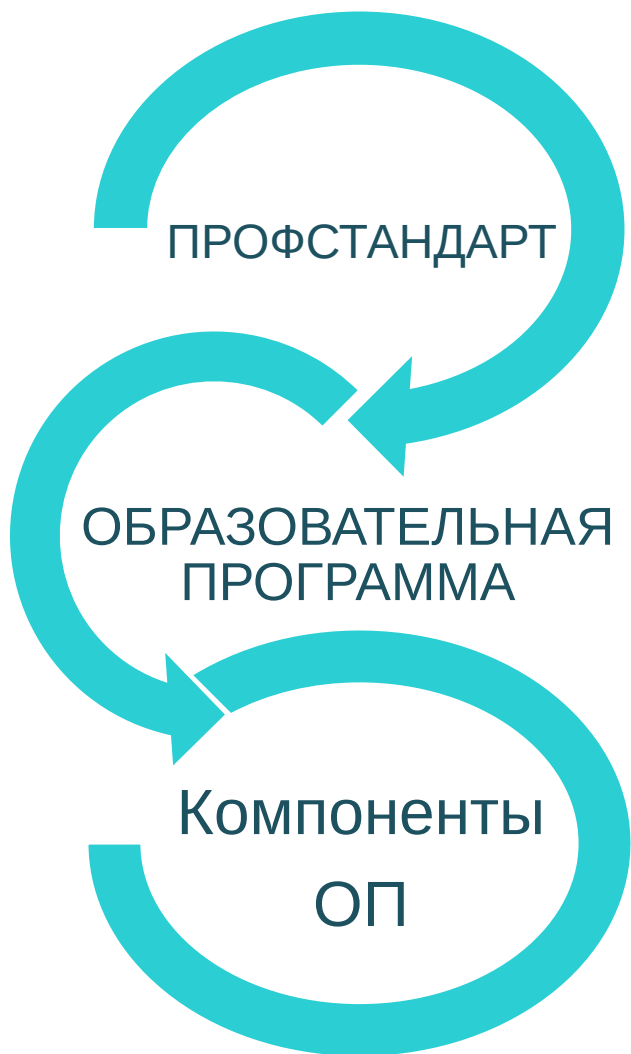 ПРОФСТАНДАРТ
ОБРАЗОВАТЕЛЬНАЯ
ПРОГРАММА
Компоненты
ОП